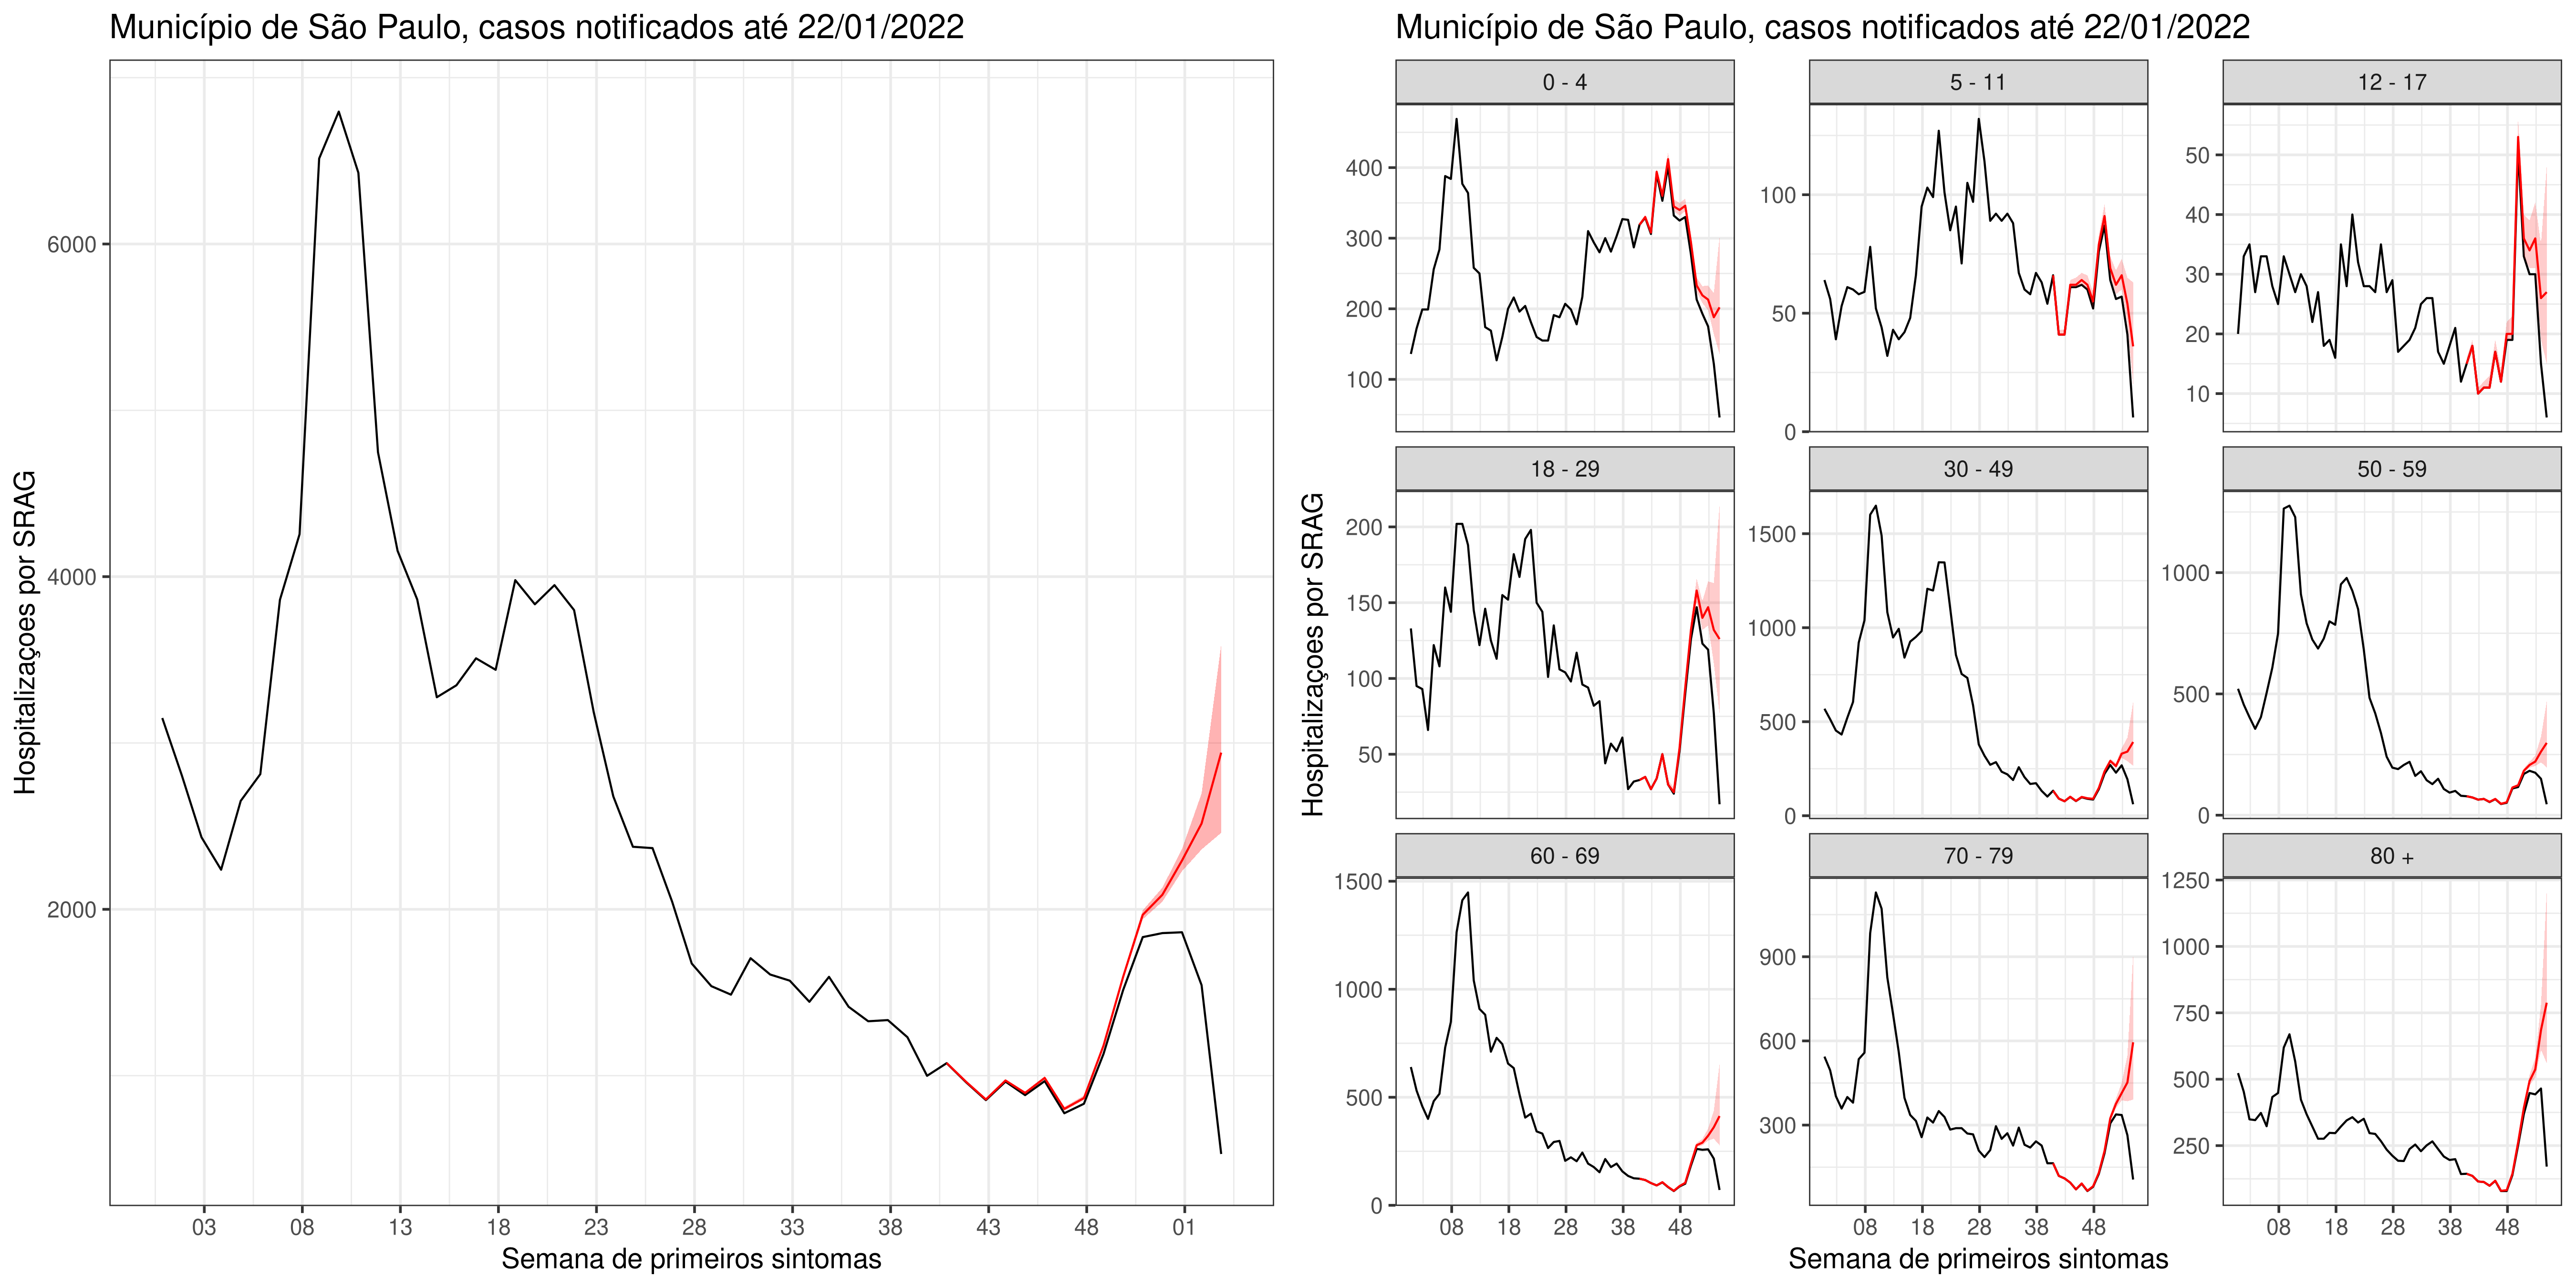 Município de São Paulo, casos notificados até 22/01/2022
Hospitalizaçoes por SRAG
6000
4000
2000
03 08 13 18 23 28 33 38 43 48 01
Semana de primeiros sintomas
Município de São Paulo, casos notificados até 22/01/2022
Hospitalizaçoes por SRAG
0 - 4
400
300
200
100
5 - 11
100
50
0
12 - 17
50
40
30
20
10
18 - 29
200
150
100
50
30 - 49
1500
1000
500
0
50 - 59
1000
500
0
60 - 69
1500
1000
500
0
08 18 28 38 48
70 - 79
900
600
300
08 18 28 38 48
80 +
1250
1000
750
500
250
08 18 28 38 48
Semana de primeiros sintomas